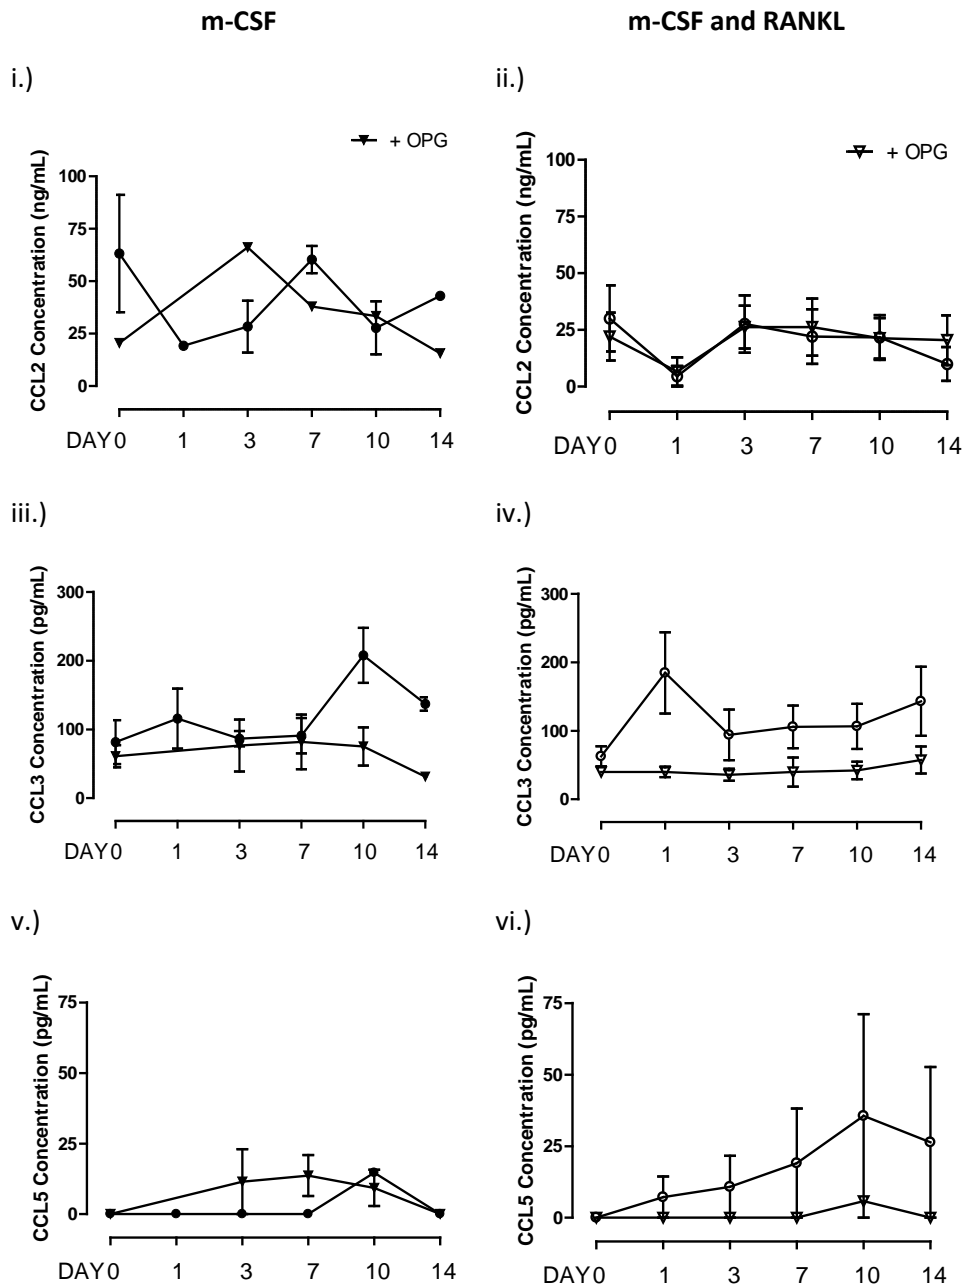 m-CSF
m-CSF and RANKL
i.)
ii.)
+ OPG
+ OPG
CCL2 Concentration (ng/mL)
100
75
50
25
0
DAY 0 1 3 7 10 14
CCL2 Concentration (ng/mL)
100
75
50
25
0
DAY 0 1 3 7 10 14
iii.)
iv.)
CCL3 Concentration (pg/mL)
300
200
100
0
DAY 0 1 3 7 10 14
CCL3 Concentration (pg/mL)
300
200
100
0
DAY 0 1 3 7 10 14
v.)
vi.)
CCL5 Concentration (pg/mL)
75
50
25
0
DAY 0 1 3 7 10 14
CCL5 Concentration (pg/mL)
75
50
25
0
DAY 0 1 3 7 10 14